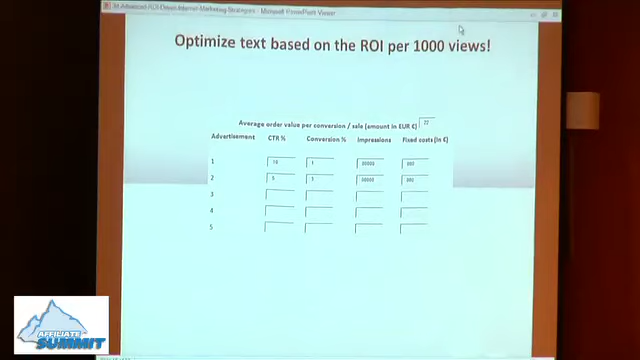 Optimize text based on the ROI per 1000 views!
Average order value per conversion / sale (amount in EUR €)
Advertisement CTR % Conversion % Impressions Fixed costs (in €)
1
2
3
4
5
AFFILIATE
SUMMIT